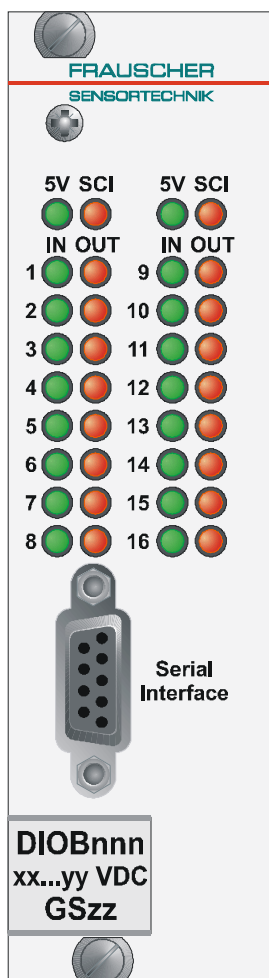 FRAUSCHER
SENSORTECHNIK
5V SCI 5V SCI
IN OUT IN OUT
1 9
2 10
3 11
4 12
5 13
6 14
7 15
8 16
Serial
Interface
DIOBnnn
xx...yy VDC
GSzz